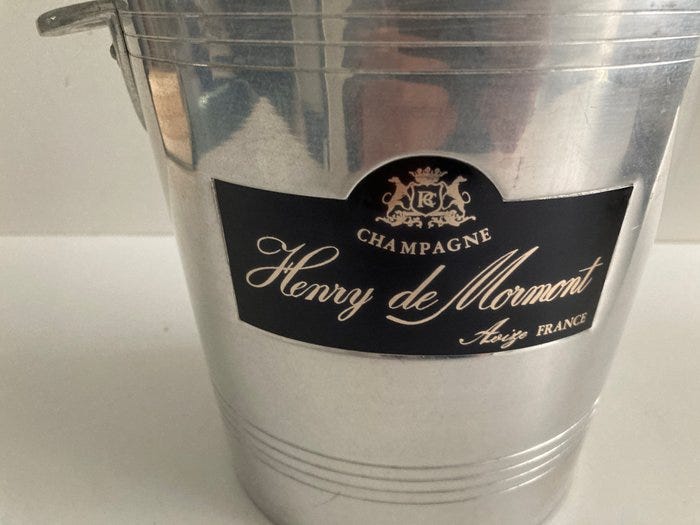 CHAMPAGNE
Henry de Mormont
Avize FRANCE